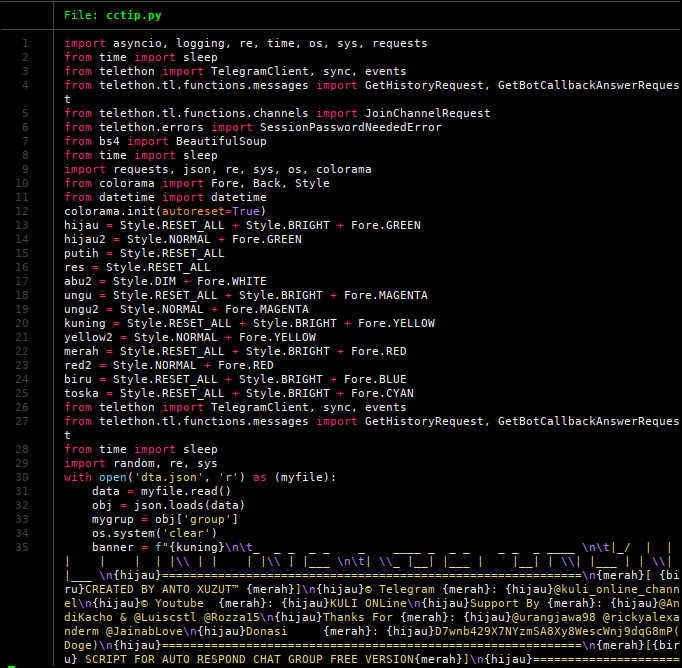 File: cctip.py
1 import asyncio, logging, re, time, os, sys, requests
2 from time import sleep
3 from telethon import TelegramClient, sync, events
4 from telethon.tl.functions.messages import GetHistoryRequest, GetBotCallbackAnswerReques
t
5 from telethon.tl.functions.channels import JoinChannelRequest
6 from telethon.errors import SessionPasswordNeededError
7 from bs4 import BeautifulSoup
8 from time import sleep
9 import requests, json, re, sys, os, colorama
10 from colorama import Fore, Back, Style
11 from datetime import datetime
12 colorama.init(autoreset=True)
13 hijau = Style.RESET_ALL + Style.BRIGHT + Fore.GREEN
14 hijau2 = Style.NORMAL + Fore.GREEN
15 putih = Style.RESET_ALL
16 res = Style.RESET_ALL
17 abu2 = Style.DIM + Fore.WHITE
18 ungu = Style.RESET_ALL + Style.BRIGHT + Fore.MAGENTA
19 ungu2 = Style.NORMAL + Fore.MAGENTA
20 kuning = Style.RESET_ALL + Style.BRIGHT + Fore.YELLOW
21 yellow2 = Style.NORMAL + Fore.YELLOW
22 merah = Style.RESET_ALL + Style.BRIGHT + Fore.RED
23 red2 = Style.NORMAL + Fore.RED
24 biru = Style.RESET_ALL + Style.BRIGHT + Fore.BLUE
25 toska = Style.RESET_ALL + Style.BRIGHT + Fore.CYAN
26 from telethon import TelegramClient, sync, events
27 from telethon.tl.functions.messages import GetHistoryRequest, GetBotCallbackAnswerReques
t
28 from time import sleep
29 import random, re, sys
30 with open('dta.json', 'r') as (myfile):
31     data = myfile.read()
32     obj = json.loads(data)
33     mygrup = obj['group']
34     os.system('clear')
35     banner = f"{kuning}\n\t_  _ _  _ _    _    ____ _  _ _    _ _  _ ____ \n\t|_/  |  |
|    |    |  | |\\ | |    | |\\ | |___ \n\t| \\_ |__| |___ |    |__| | \\| |___ | | \\|
|___ \n{hijau}============================================================\n{merah}[ {bi
ru}CREATED BY ANTO XUZUT™ {merah}]\n{hijau}© Telegram {merah}: {hijau}@kuli_online_chann
el\n{hijau}© Youtube  {merah}: {hijau}KULI ONLine\n{hijau}Support By {merah}: {hijau}@An
diKacho & @Luiscstl @Rozza15\n{hijau}Thanks For {merah}: {hijau}@urangjawa98 @rickyalexa
nderm @JainabLove\n{hijau}Donasi     {merah}: {hijau}D7wnb429X7NYzmSA8Xy8WescWnj9dqG8mP(
Doge)\n{hijau}============================================================\n{merah}[{bir
u} SCRIPT FOR AUTO RESPOND CHAT GROUP FREE VERSION{merah}]\n{hijau}=====================